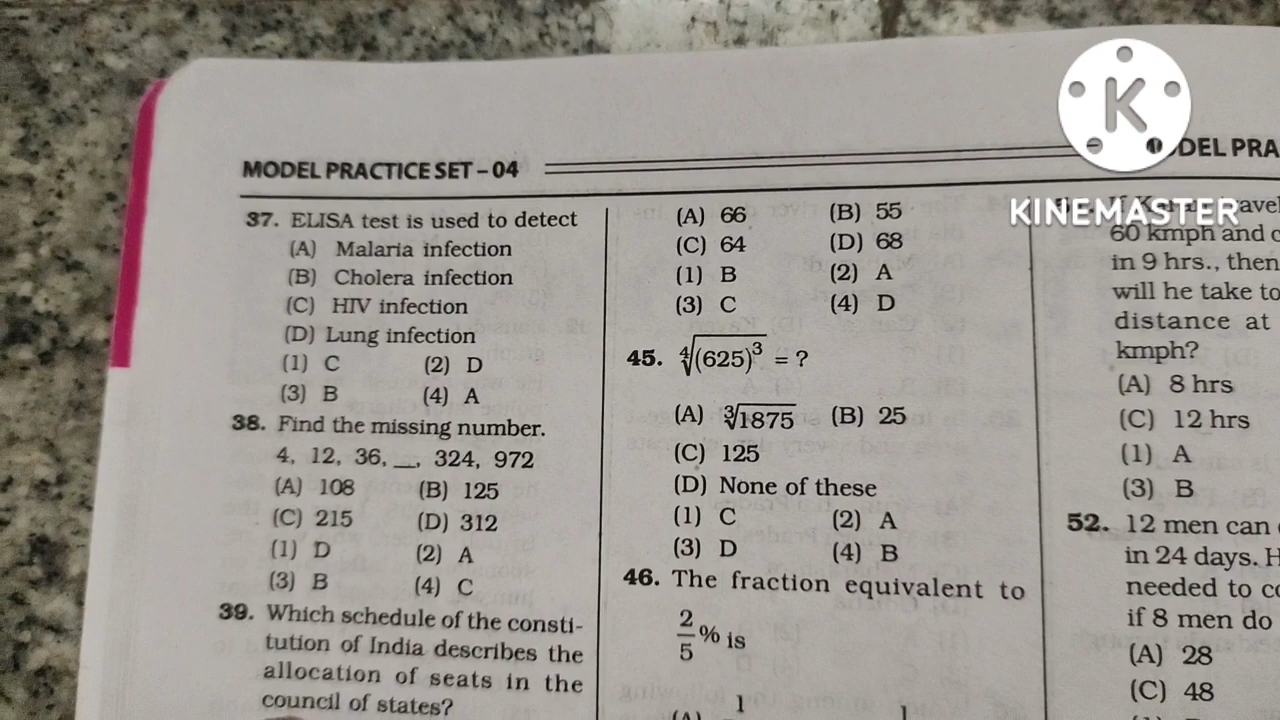 MODEL PRACTICE SET – 04
37. ELISA test is used to detect
(A) Malaria infection
(B) Cholera infection
(C) HIV infection
(D) Lung infection
(1) C (2) D
(3) B (4) A
38. Find the missing number.
4, 12, 36, __, 324, 972
(A) 108 (B) 125
(C) 215 (D) 312
(1) D (2) A
(3) B (4) C
39. Which schedule of the consti-
tution of India describes the
allocation of seats in the
council of states?
(A) 66 (B) 55
(C) 64 (D) 68
(1) B (2) A
(3) C (4) D
45. ∜(625)³ = ?
(A) ∛1875 (B) 25
(C) 125
(D) None of these
(1) C (2) A
(3) D (4) B
46. The fraction equivalent to
2/5 % is
(A) 1 1
K
DEL PRA
KINEMASTER
60 kmph and
in 9 hrs., then
will he take to
distance at
kmph?
(A) 8 hrs
(C) 12 hrs
(1) A
(3) B
52. 12 men can
in 24 days. H
needed to
if 8 men do
(A) 28
(C) 48